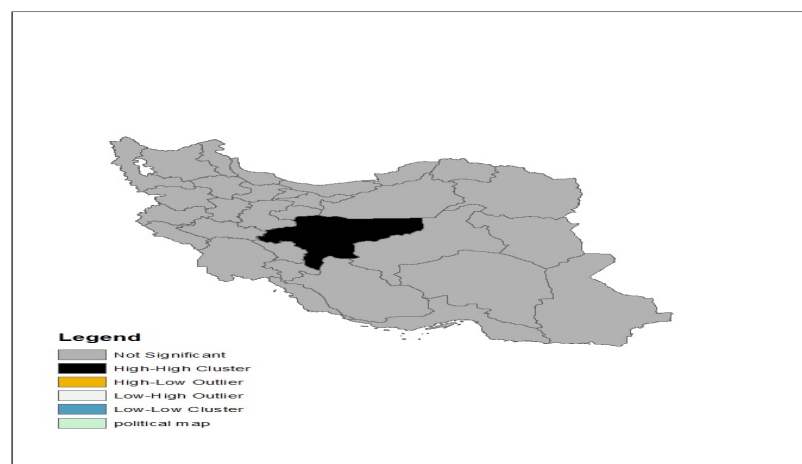 Legend
Not Significant
High-High Cluster
High-Low Outlier
Low-High Outlier
Low-Low Cluster
political map